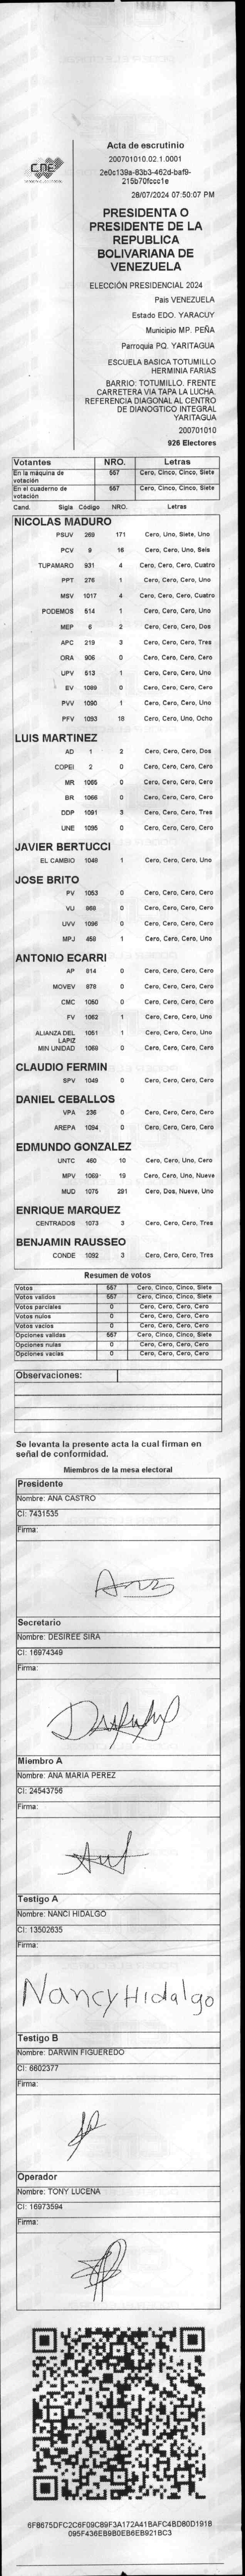 CNE
Acta de escrutinio
200701010.02.1.0001
2e0c139a-83b3-462d-baf9-
215b70fccc1e
28/07/2024 07:50:07 PM
PRESIDENTA O
PRESIDENTE DE LA
REPUBLICA
BOLIVARIANA DE
VENEZUELA
ELECCIÓN PRESIDENCIAL 2024
Pais VENEZUELA
Estado EDO. YARACUY
Municipio MP. PEÑA
Parroquia PQ. YARITAGUA
ESCUELA BASICA TOTUMILLO
HERMINIA FARIAS
BARRIO: TOTUMILLO. FRENTE
CARRETERA VIA TAPA LA LUCHA.
REFERENCIA DIAGONAL AL CENTRO
DE DIANOGTICO INTEGRAL
YARITAGUA
200701010
926 Electores
Votantes NRO. Letras
En la máquina de votación 557 Cero, Cinco, Cinco, Siete
En el cuaderno de votación 557 Cero, Cinco, Cinco, Siete
Cand. Sigla Código NRO. Letras
NICOLAS MADURO
PSUV 269 171 Cero, Uno, Siete, Uno
PCV 9 16 Cero, Cero, Uno, Seis
TUPAMARO 931 4 Cero, Cero, Cero, Cuatro
PPT 276 1 Cero, Cero, Cero, Uno
MSV 1017 4 Cero, Cero, Cero, Cuatro
PODEMOS 514 1 Cero, Cero, Cero, Uno
MEP 6 2 Cero, Cero, Cero, Dos
APC 219 3 Cero, Cero, Cero, Tres
ORA 906 0 Cero, Cero, Cero, Cero
UPV 513 1 Cero, Cero, Cero, Uno
EV 1089 0 Cero, Cero, Cero, Cero
PVV 1090 1 Cero, Cero, Cero, Uno
PFV 1093 18 Cero, Cero, Uno, Ocho
LUIS MARTINEZ
AD 1 2 Cero, Cero, Cero, Dos
COPEI 2 0 Cero, Cero, Cero, Cero
MR 1065 0 Cero, Cero, Cero, Cero
BR 1066 0 Cero, Cero, Cero, Cero
DDP 1091 3 Cero, Cero, Cero, Tres
UNE 1095 0 Cero, Cero, Cero, Cero
JAVIER BERTUCCI
EL CAMBIO 1048 1 Cero, Cero, Cero, Uno
JOSE BRITO
PV 1053 0 Cero, Cero, Cero, Cero
VU 868 0 Cero, Cero, Cero, Cero
UVV 1096 0 Cero, Cero, Cero, Cero
MPJ 458 1 Cero, Cero, Cero, Uno
ANTONIO ECARRI
AP 814 0 Cero, Cero, Cero, Cero
MOVEV 878 0 Cero, Cero, Cero, Cero
CMC 1050 0 Cero, Cero, Cero, Cero
FV 1062 1 Cero, Cero, Cero, Uno
ALIANZA DEL LAPIZ 1051 1 Cero, Cero, Cero, Uno
MIN UNIDAD 1069 0 Cero, Cero, Cero, Cero
CLAUDIO FERMIN
SPV 1049 0 Cero, Cero, Cero, Cero
DANIEL CEBALLOS
VPA 236 0 Cero, Cero, Cero, Cero
AREPA 1094 0 Cero, Cero, Cero, Cero
EDMUNDO GONZALEZ
UNTC 460 10 Cero, Cero, Uno, Cero
MPV 1069 19 Cero, Cero, Uno, Nueve
MUD 1075 291 Cero, Dos, Nueve, Uno
ENRIQUE MARQUEZ
CENTRADOS 1073 3 Cero, Cero, Cero, Tres
BENJAMIN RAUSSEO
CONDE 1092 3 Cero, Cero, Cero, Tres
Resumen de votos
Votos 557 Cero, Cinco, Cinco, Siete
Votos validos 557 Cero, Cinco, Cinco, Siete
Votos parciales 0 Cero, Cero, Cero, Cero
Votos nulos 0 Cero, Cero, Cero, Cero
Votos vacios 0 Cero, Cero, Cero, Cero
Opciones validas 557 Cero, Cinco, Cinco, Siete
Opciones nulas 0 Cero, Cero, Cero, Cero
Opciones vacias 0 Cero, Cero, Cero, Cero
Observaciones:
Se levanta la presente acta la cual firman en
señal de conformidad.
Miembros de la mesa electoral
Presidente
Nombre: ANA CASTRO
CI: 7431535
Firma:
Secretario
Nombre: DESIREE SIRA
CI: 16974349
Firma:
Miembro A
Nombre: ANA MARIA PEREZ
CI: 24543756
Firma:
Testigo A
Nombre: NANCI HIDALGO
CI: 13502635
Firma:
Nancy Hidalgo
Testigo B
Nombre: DARWIN FIGUEREDO
CI: 6602377
Firma:
Operador
Nombre: TONY LUCENA
CI: 16973594
Firma:
6F8675DFC2C6F09C89F3A172A41BAFC4BD80D1918
095F436EB9B0EB6EB921BC3